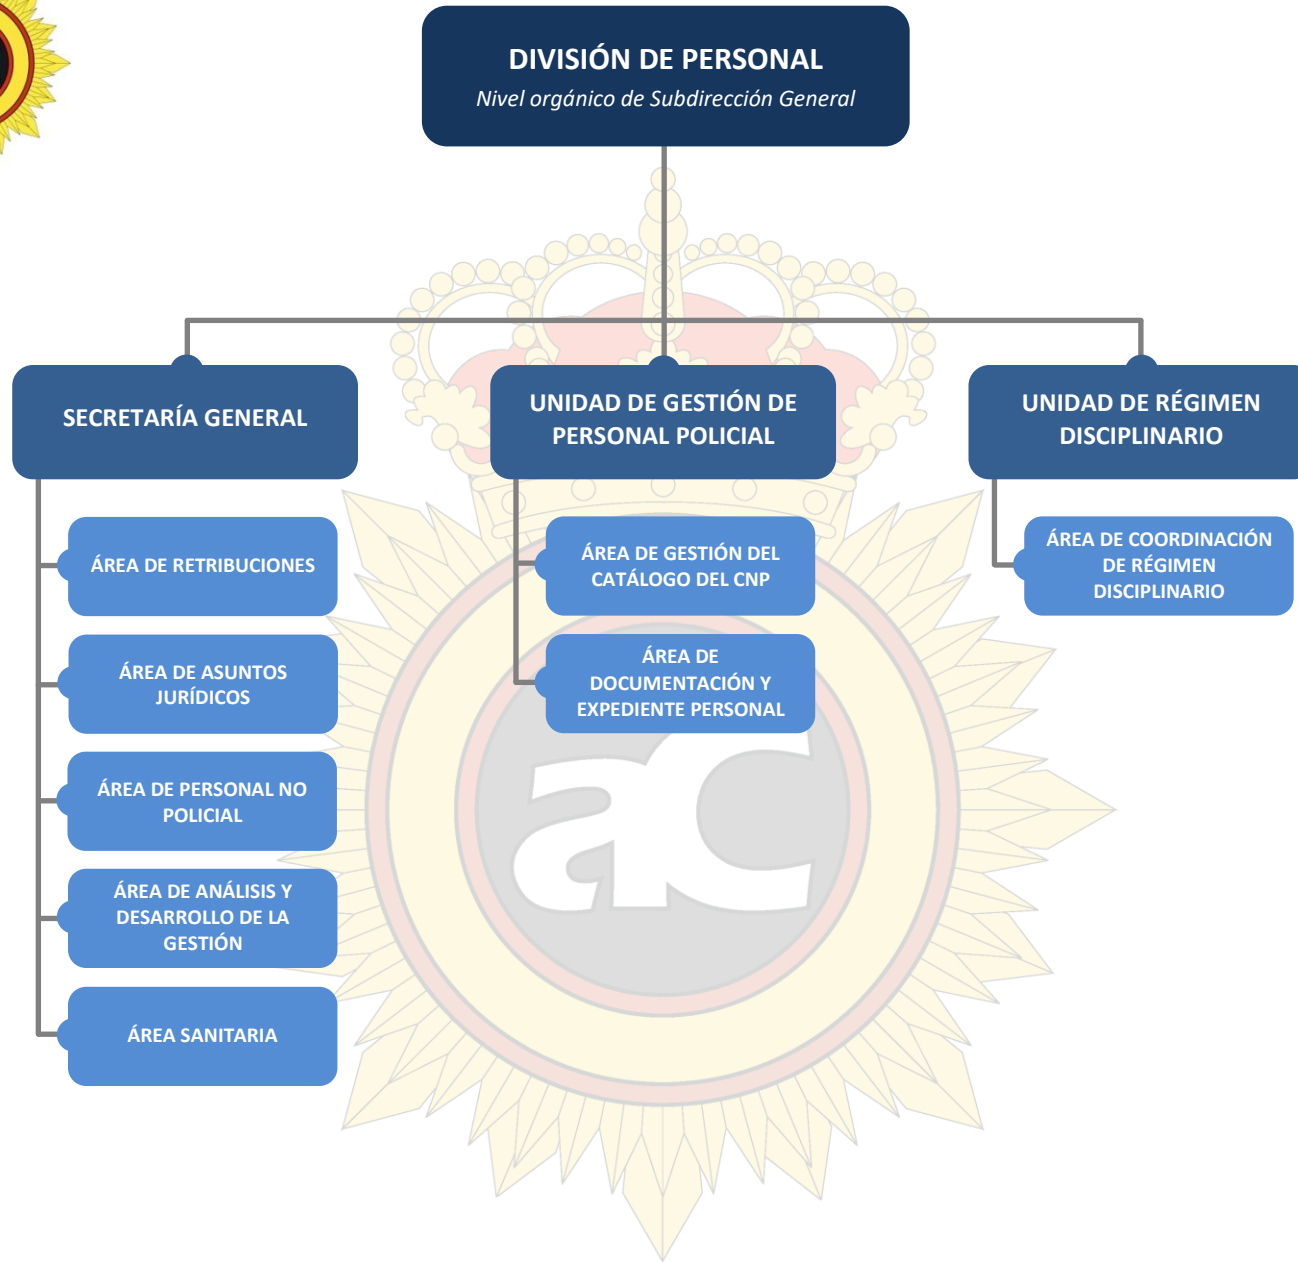 DIVISIÓN DE PERSONAL
Nivel orgánico de Subdirección General
SECRETARÍA GENERAL
ÁREA DE RETRIBUCIONES
ÁREA DE ASUNTOS
JURÍDICOS
ÁREA DE PERSONAL NO
POLICIAL
ÁREA DE ANÁLISIS Y
DESARROLLO DE LA
GESTIÓN
ÁREA SANITARIA
UNIDAD DE GESTIÓN DE
PERSONAL POLICIAL
ÁREA DE GESTIÓN DEL
CATÁLOGO DEL CNP
ÁREA DE
DOCUMENTACIÓN Y
EXPEDIENTE PERSONAL
UNIDAD DE RÉGIMEN
DISCIPLINARIO
ÁREA DE COORDINACIÓN
DE RÉGIMEN
DISCIPLINARIO
ac